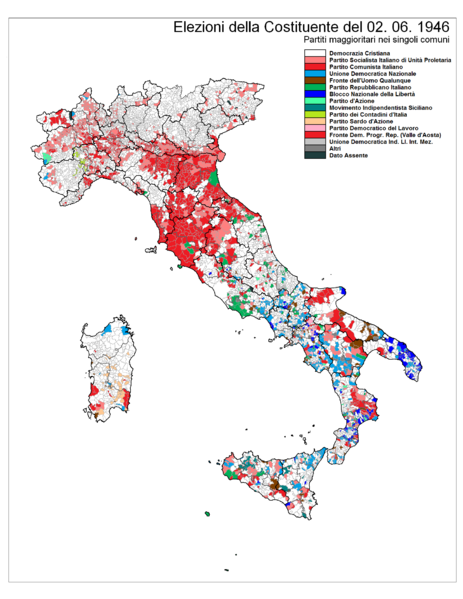 Elezioni della Costituente del 02. 06. 1946
Partiti maggioritari nei singoli comuni
Democrazia Cristiana
Partito Socialista Italiano di Unità Proletaria
Partito Comunista Italiano
Unione Democratica Nazionale
Fronte dell'Uomo Qualunque
Partito Repubblicano Italiano
Blocco Nazionale della Libertà
Partito d'Azione
Movimento Indipendentista Siciliano
Partito dei Contadini d'Italia
Partito Sardo d'Azione
Partito Democratico del Lavoro
Fronte Dem. Progr. Rep. (Valle d'Aosta)
Unione Democratica Ind. Li. Int. Mez.
Altri
Dato Assente